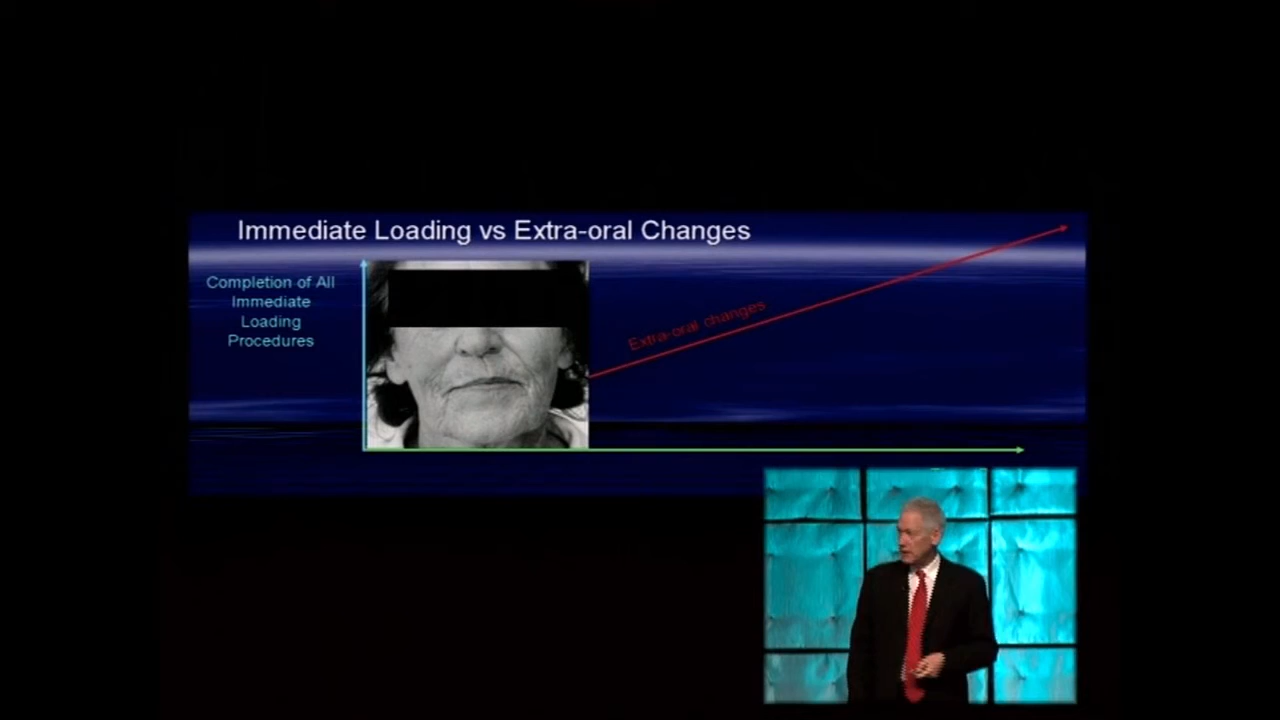 Immediate Loading vs Extra-oral Changes
Completion of All
Immediate
Loading
Procedures
Extra-oral changes